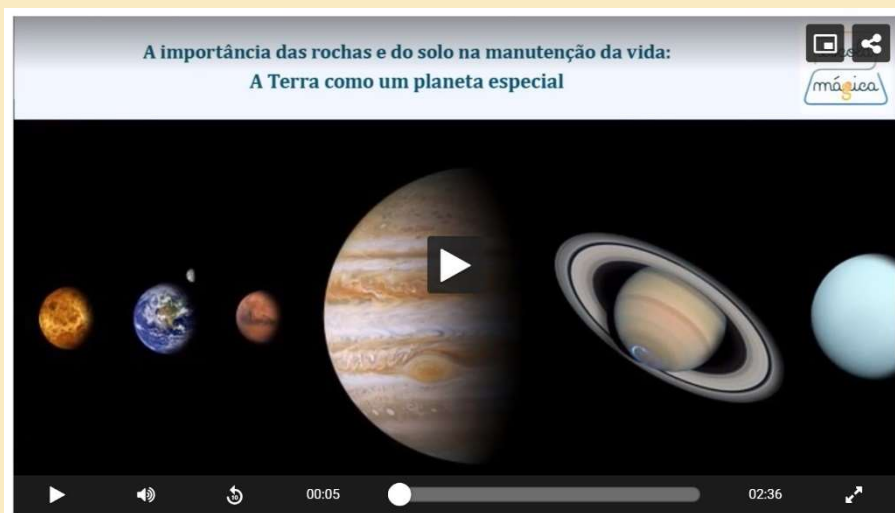 A importância das rochas e do solo na manutenção da vida:
A Terra como um planeta especial
mágica
10
00:05
02:36